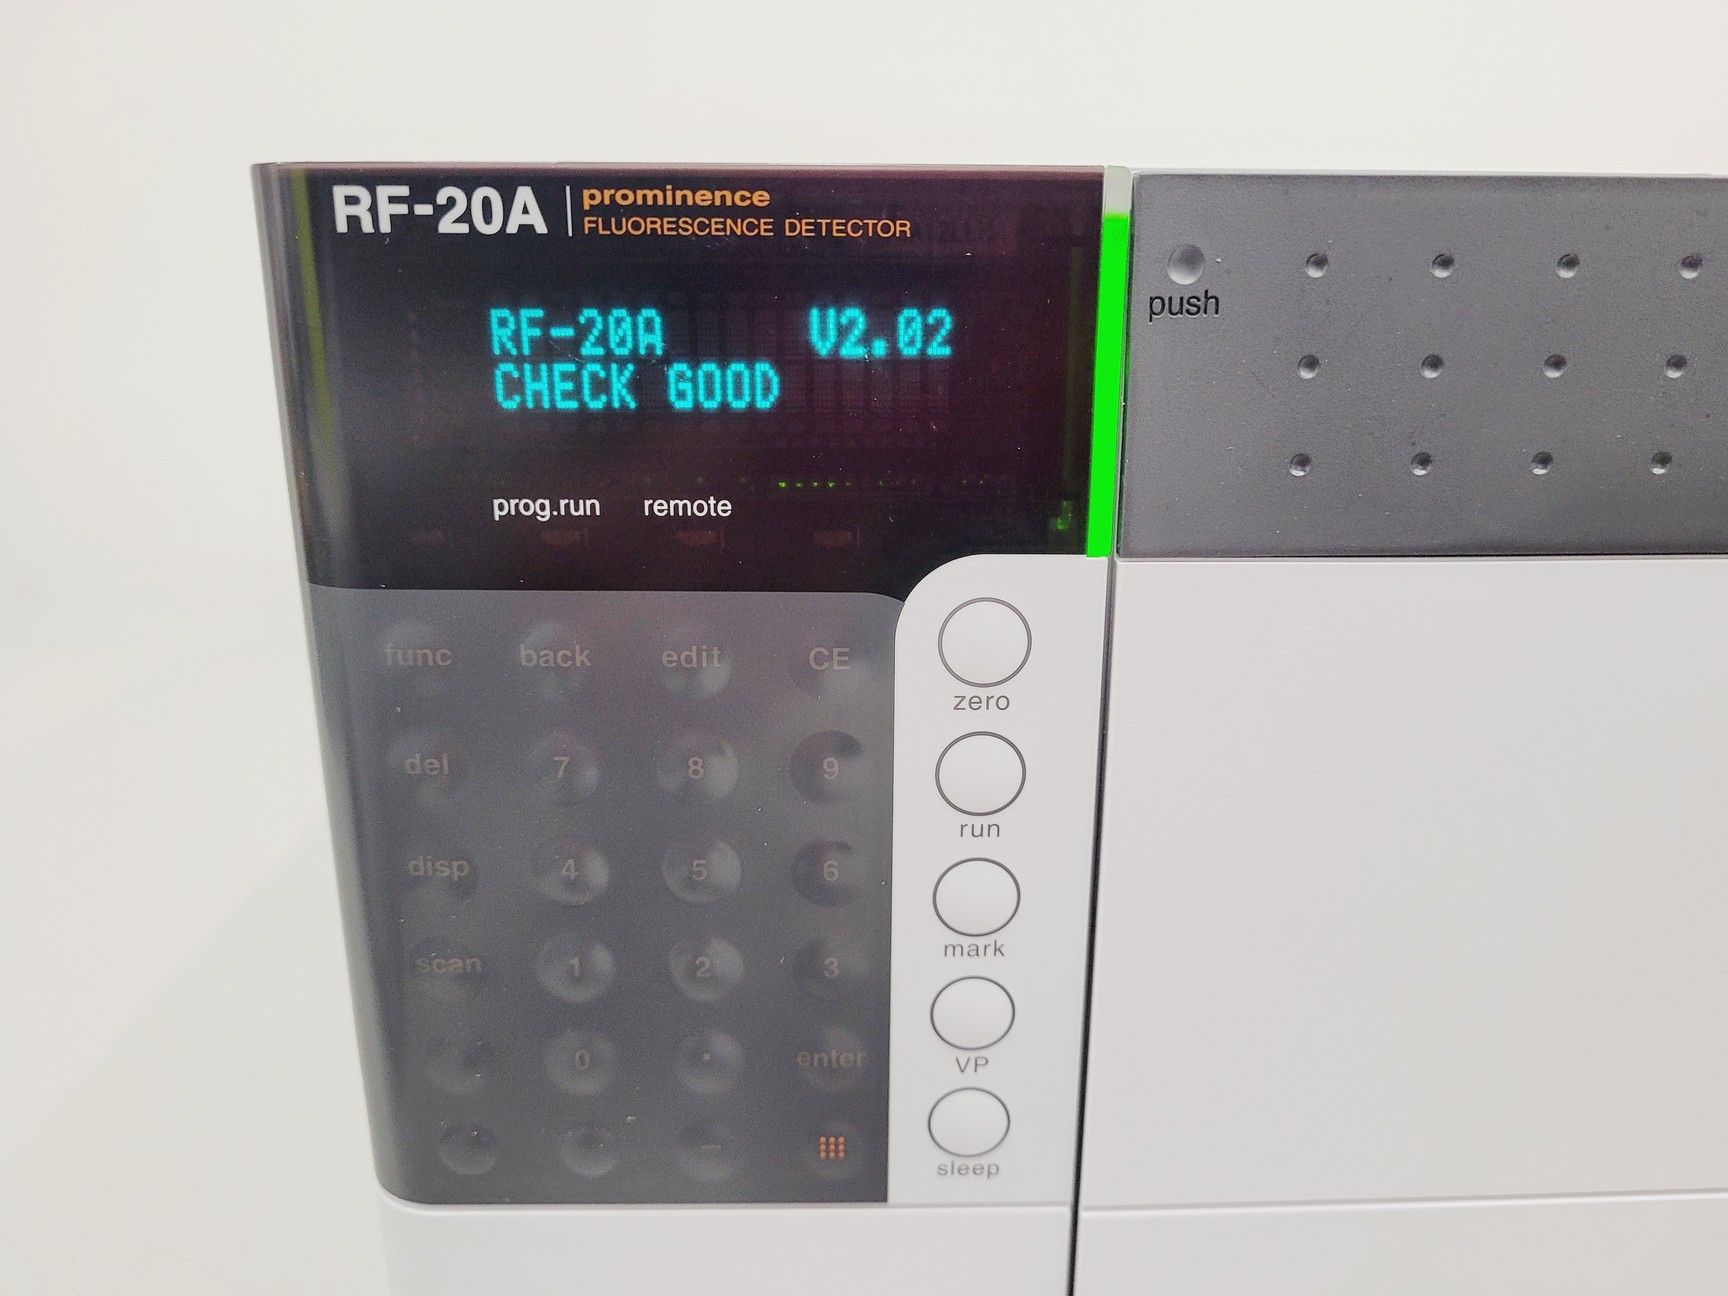 RF-20A
prominence
FLUORESCENCE DETECTOR
RF-20A V2.02
CHECK GOOD
prog.run remote
push
func back edit CE
del 7 8 9
disp 4 5 6
scan 1 2 3
0 . enter
-
zero
run
mark
VP
sleep